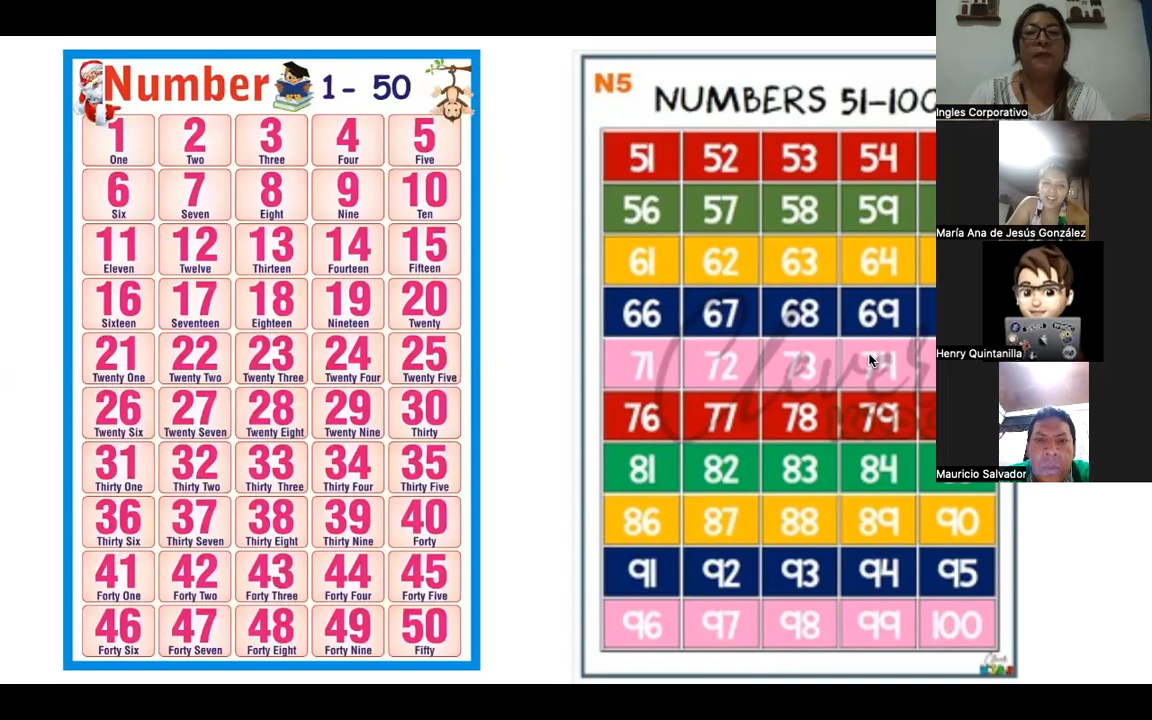 Number 1- 50
1 2 3 4 5
One Two Three Four Five
6 7 8 9 10
Six Seven Eight Nine Ten
11 12 13 14 15
Eleven Twelve Thirteen Fourteen Fifteen
16 17 18 19 20
Sixteen Seventeen Eighteen Nineteen Twenty
21 22 23 24 25
Twenty One Twenty Two Twenty Three Twenty Four Twenty Five
26 27 28 29 30
Twenty Six Twenty Seven Twenty Eight Twenty Nine Thirty
31 32 33 34 35
Thirty One Thirty Two Thirty Three Thirty Four Thirty Five
36 37 38 39 40
Thirty Six Thirty Seven Thirty Eight Thirty Nine Forty
41 42 43 44 45
Forty One Forty Two Forty Three Forty Four Forty Five
46 47 48 49 50
Forty Six Forty Seven Forty Eight Forty Nine Fifty
N5
NUMBERS 51-100
51 52 53 54
56 57 58 59
61 62 63 64
66 67 68 69
71 72 73 74
76 77 78 79
81 82 83 84
86 87 88 89 90
91 92 93 94 95
96 97 98 99 100
Clever
Ingles Corporativo
María Ana de Jesús González
Henry Quintanilla
Mauricio Salvador